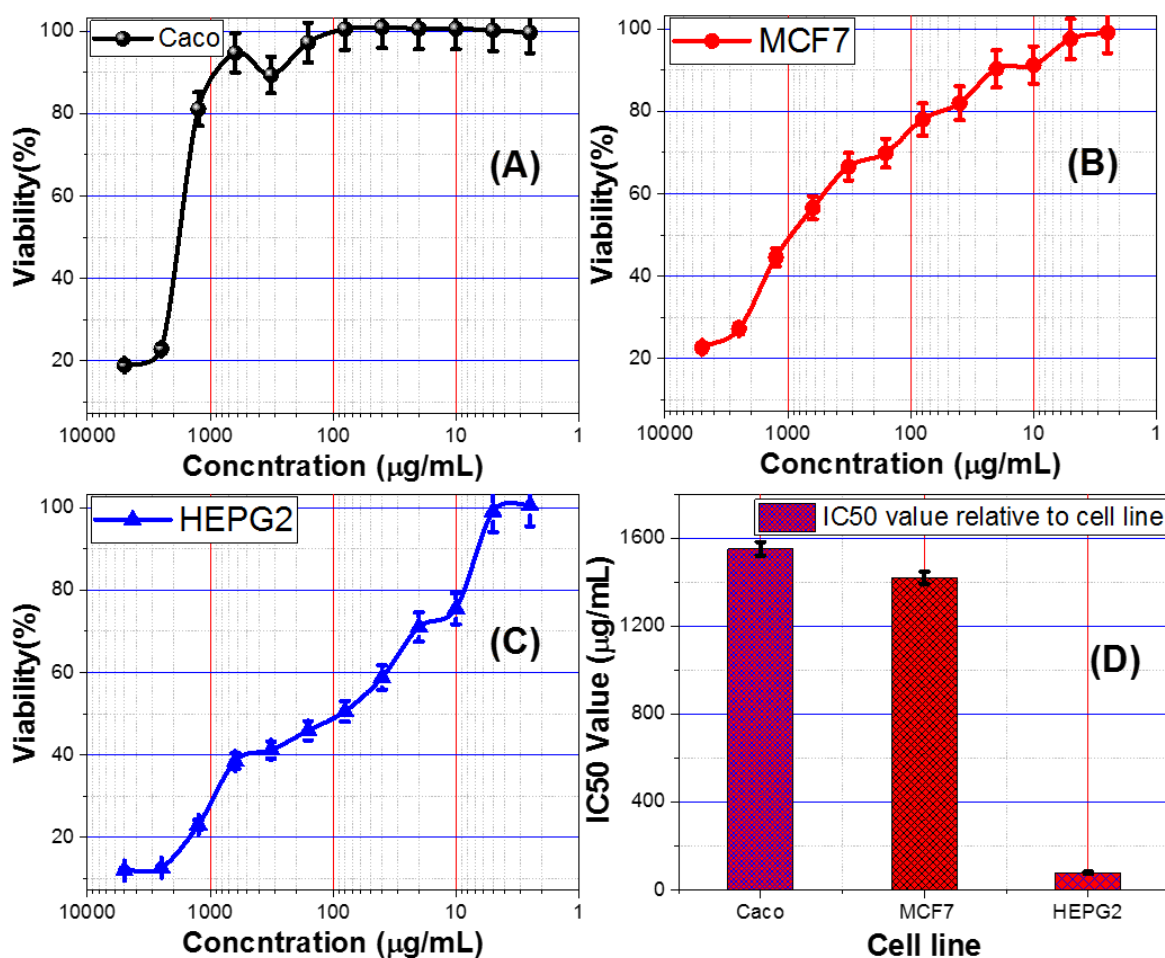 Caco
(A)
Viability(%)
100
80
60
40
20
10000 1000 100 10 1
Concntration (µg/mL)
MCF7
(B)
Viability(%)
100
80
60
40
20
10000 1000 100 10 1
Concntration (µg/mL)
HEPG2
(C)
Viability(%)
100
80
60
40
20
10000 1000 100 10 1
Concntration (µg/mL)
IC50 value relative to cell line
(D)
IC50 Value (µg/mL)
1600
1200
800
400
0
Caco MCF7 HEPG2
Cell line